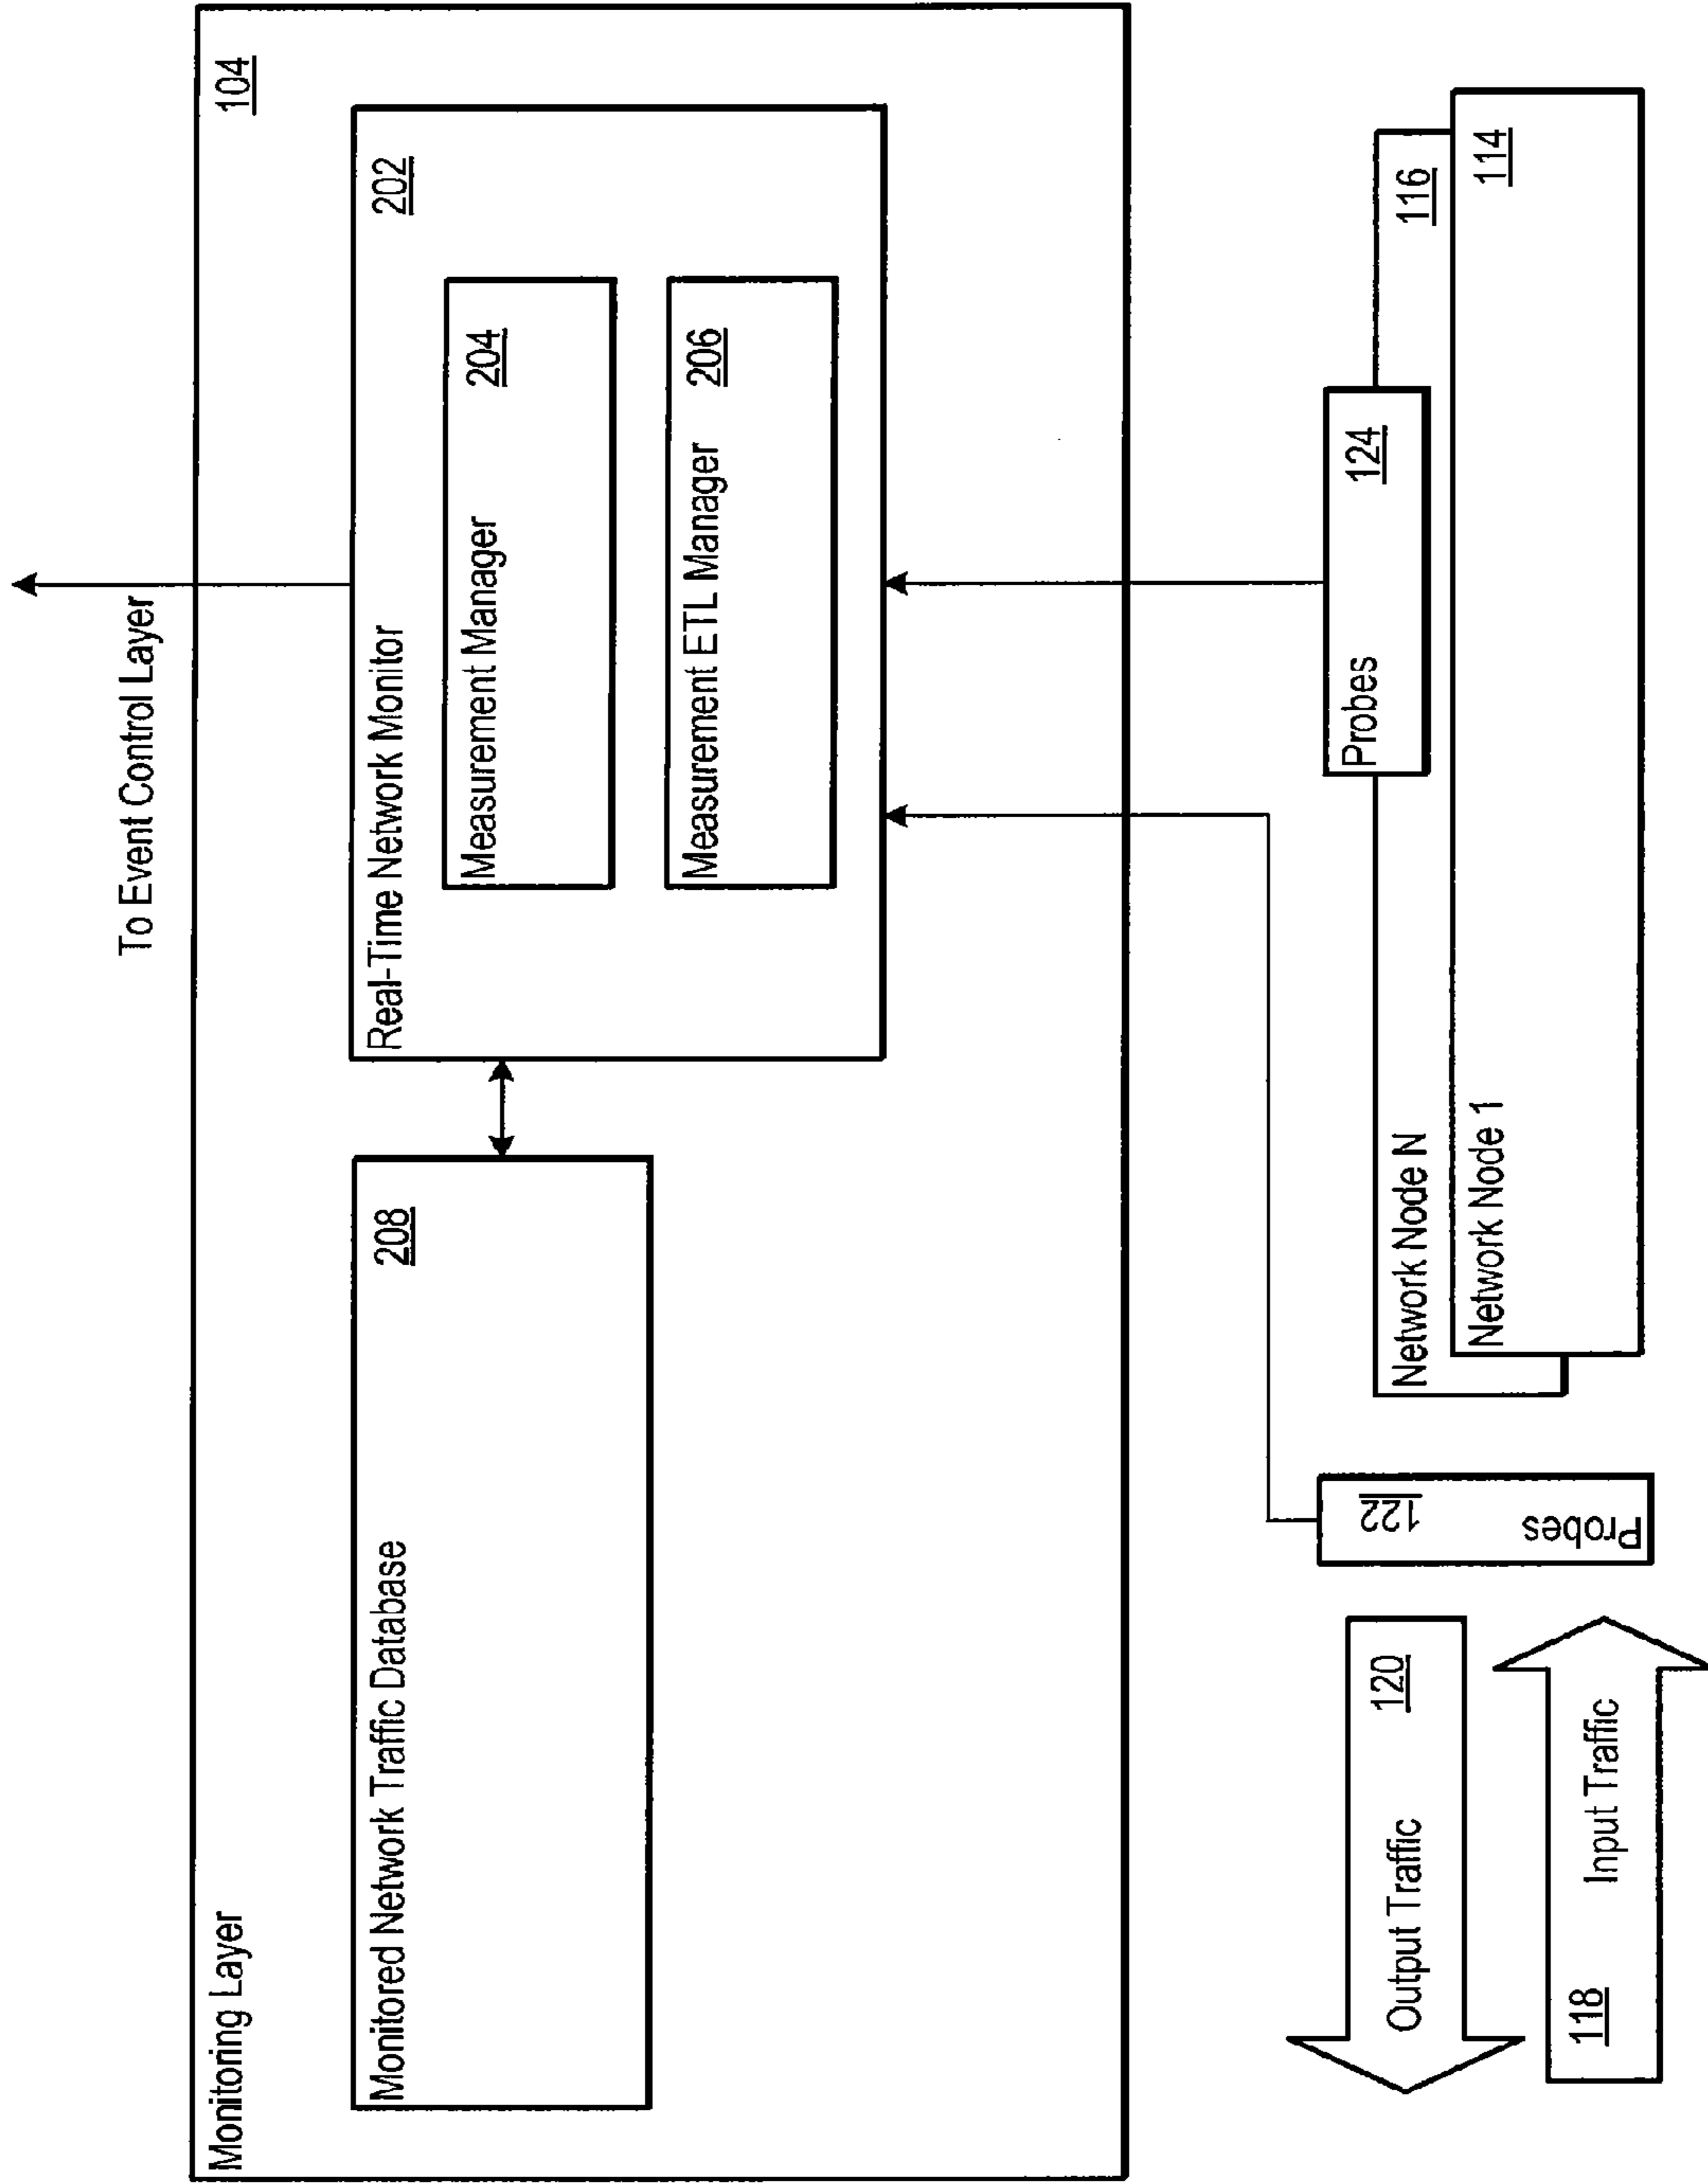 To Event Control Layer
Monitoring Layer
104
Monitored Network Traffic Database
208
Real-Time Network Monitor
202
Measurement Manager
204
Measurement ETL Manager
206
Output Traffic
120
118
Input Traffic
Probes
122
Probes
124
Network Node N
116
Network Node 1
114